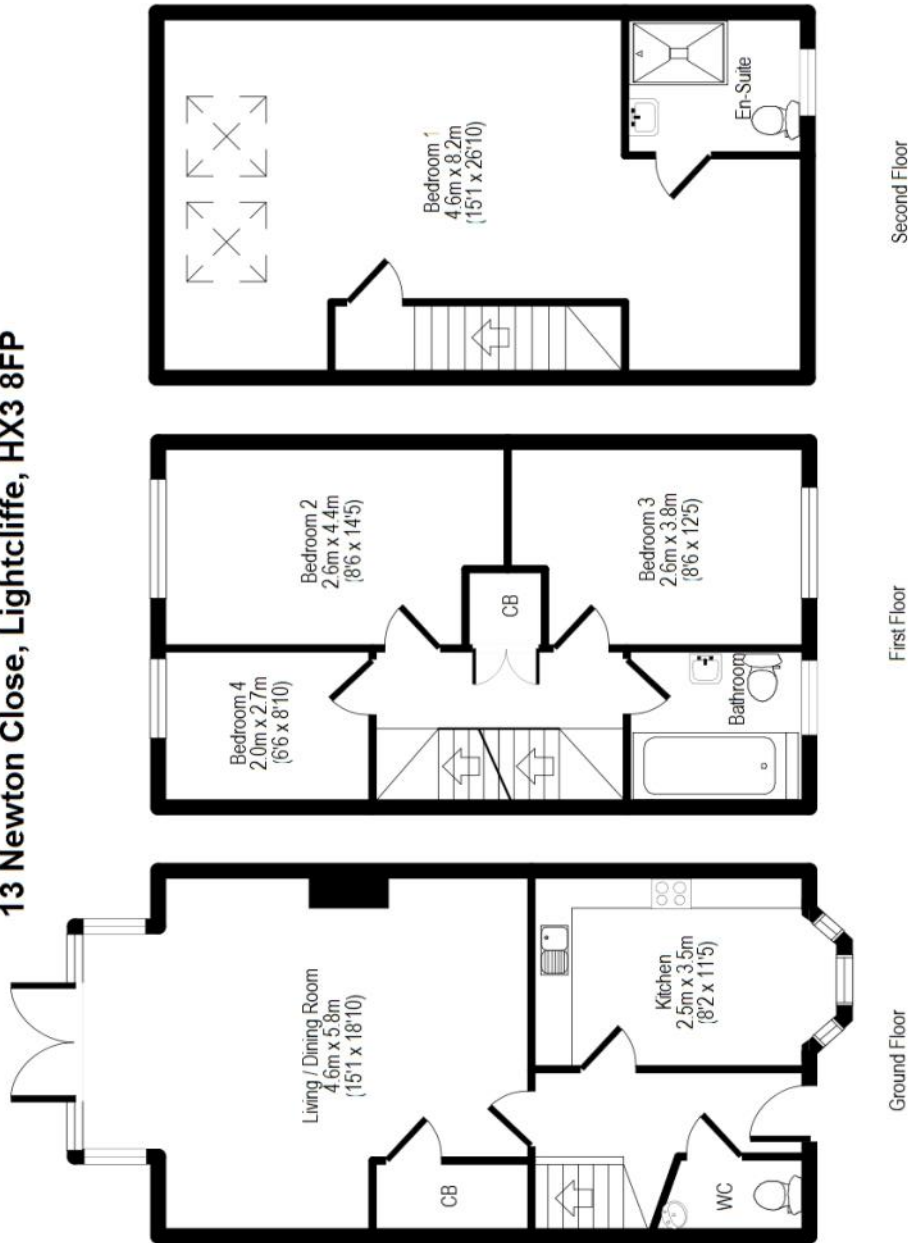 13 Newton Close, Lightcliffe, HX3 8FP
Living / Dining Room
4.6m x 5.8m
(15'1 x 18'10)
CB
Kitchen
2.5m x 3.5m
(8'2 x 11'5)
WC
Ground Floor
Bedroom 4
2.0m x 2.7m
(6'6 x 8'10)
Bedroom 2
2.6m x 4.4m
(8'6 x 14'5)
CB
Bedroom 3
2.6m x 3.8m
(8'6 x 12'5)
Bathroom
First Floor
Bedroom 1
4.6m x 8.2m
(15'1 x 26'10)
En-Suite
Second Floor